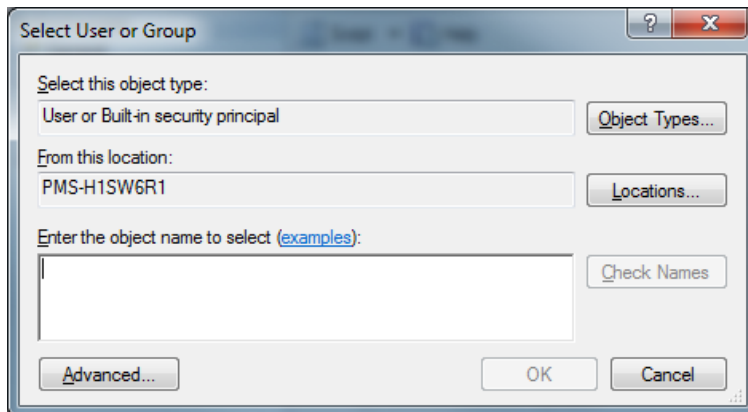 Select User or Group
Select this object type:
User or Built-in security principal
Object Types...
From this location:
PMS-H1SW6R1
Locations...
Enter the object name to select (examples):
Check Names
Advanced...
OK
Cancel